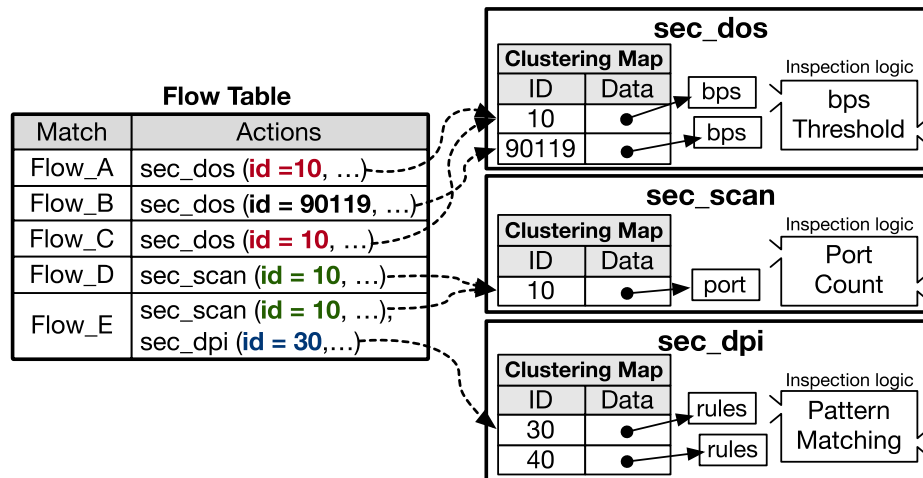 Flow Table
Match Actions
Flow_A sec_dos (id =10, …)
Flow_B sec_dos (id = 90119, …)
Flow_C sec_dos (id = 10, …)
Flow_D sec_scan (id = 10, …)
Flow_E sec_scan (id = 10, …),
sec_dpi (id = 30,…)
sec_dos
Clustering Map
ID Data
10
90119
bps
bps
Inspection logic
bps
Threshold
sec_scan
Clustering Map
ID Data
10
port
Inspection logic
Port
Count
sec_dpi
Clustering Map
ID Data
30
40
rules
rules
Inspection logic
Pattern
Matching